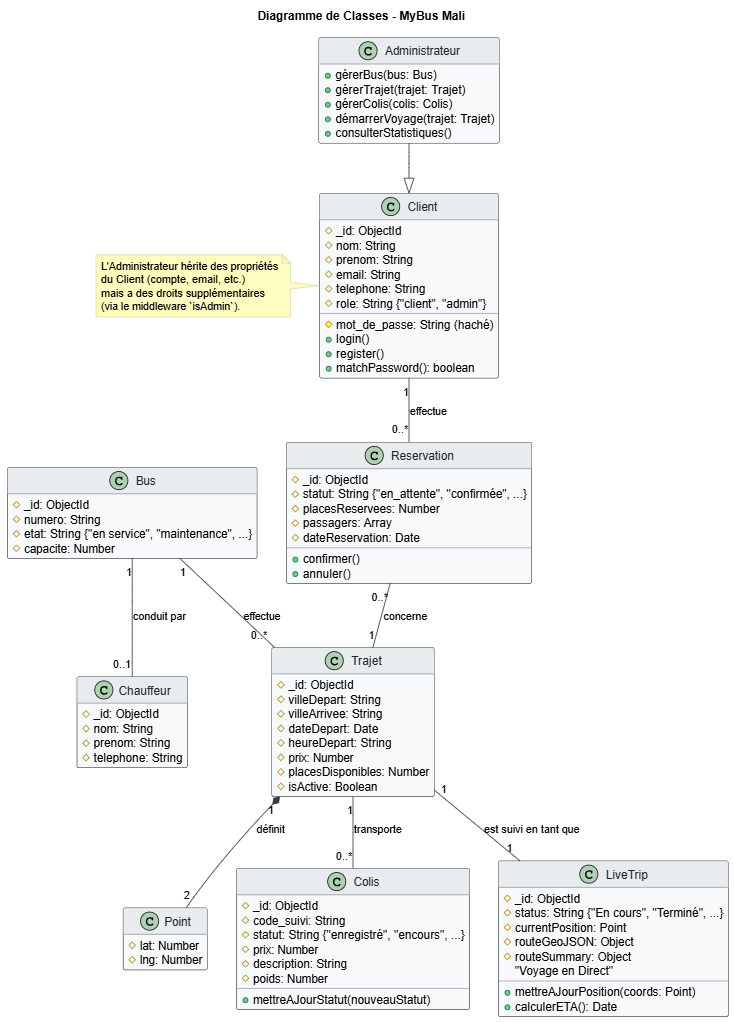 Diagramme de Classes - MyBus Mali
C Administrateur
gérerBus(bus: Bus)
gérerTrajet(trajet: Trajet)
gérerColis(colis: Colis)
démarrerVoyage(trajet: Trajet)
consulterStatistiques()
C Client
_id: ObjectId
nom: String
prenom: String
email: String
telephone: String
role: String {"client", "admin"}
mot_de_passe: String (haché)
login()
register()
matchPassword(): boolean
L'Administrateur hérite des propriétés
du Client (compte, email, etc.)
mais a des droits supplémentaires
(via le middleware `isAdmin`).
1
effectue
0..*
C Reservation
_id: ObjectId
statut: String {"en_attente", "confirmée", ...}
placesReservees: Number
passagers: Array
dateReservation: Date
confirmer()
annuler()
C Bus
_id: ObjectId
numero: String
etat: String {"en service", "maintenance", ...}
capacite: Number
1
conduit par
0..1
1
effectue
0..*
0..*
concerne
1
C Chauffeur
_id: ObjectId
nom: String
prenom: String
telephone: String
C Trajet
_id: ObjectId
villeDepart: String
villeArrivee: String
dateDepart: Date
heureDepart: String
prix: Number
placesDisponibles: Number
isActive: Boolean
1
définit
2
1
transporte
0..*
1
est suivi en tant que
1
C Point
lat: Number
lng: Number
C Colis
_id: ObjectId
code_suivi: String
statut: String {"enregistré", "encours", ...}
prix: Number
description: String
poids: Number
mettreAJourStatut(nouveauStatut)
C LiveTrip
_id: ObjectId
status: String {"En cours", "Terminé", ...}
currentPosition: Point
routeGeoJSON: Object
routeSummary: Object
"Voyage en Direct"
mettreAJourPosition(coords: Point)
calculerETA(): Date